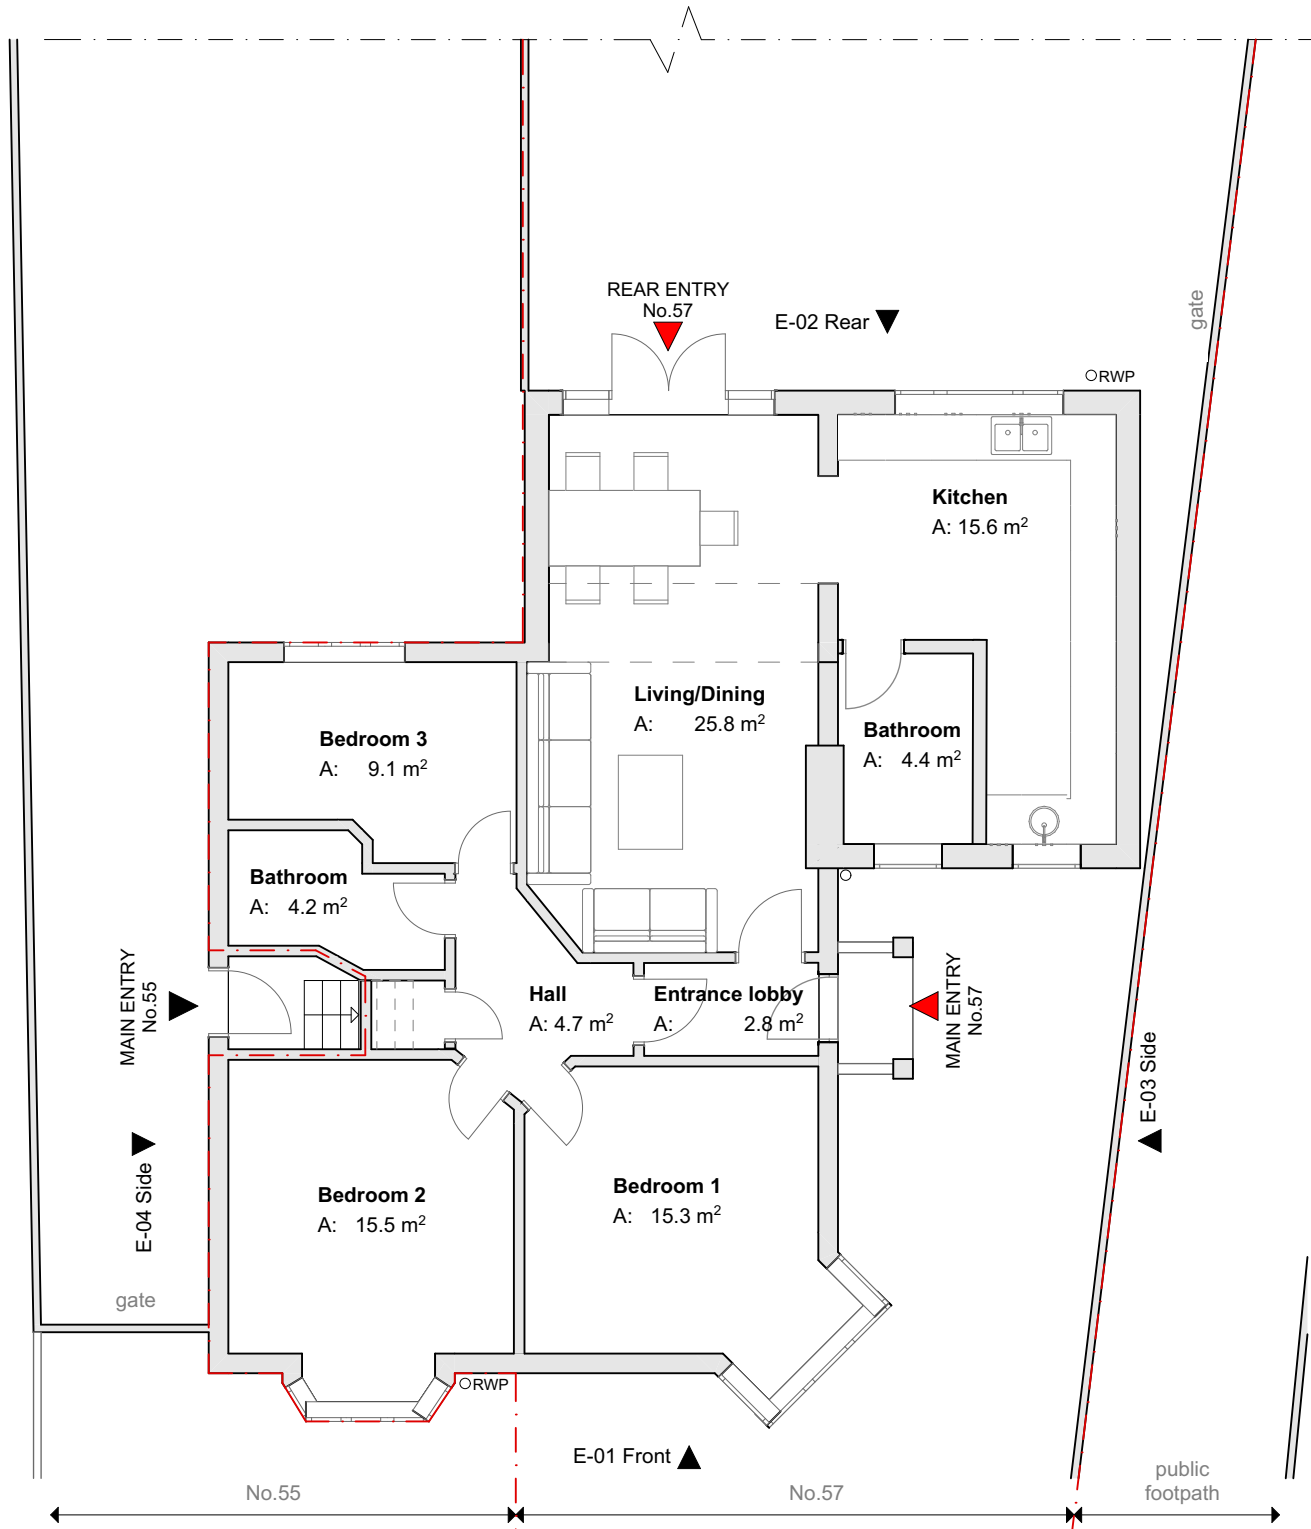 REAR ENTRY
No.57
E-02 Rear
gate
RWP
Kitchen
A: 15.6 m²
Living/Dining
A: 25.8 m²
Bedroom 3
A: 9.1 m²
Bathroom
A: 4.4 m²
Bathroom
A: 4.2 m²
MAIN ENTRY
No.55
Hall
A: 4.7 m²
Entrance lobby
A: 2.8 m²
MAIN ENTRY
No.57
E-03 Side
E-04 Side
Bedroom 2
A: 15.5 m²
Bedroom 1
A: 15.3 m²
gate
RWP
E-01 Front
No.55
No.57
public
footpath